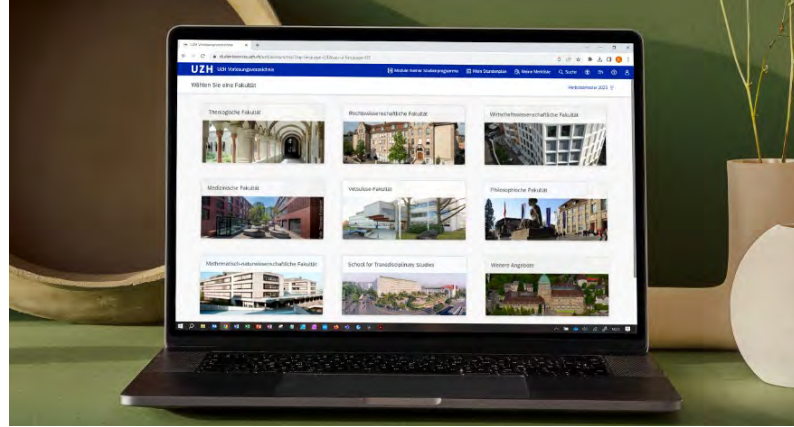 UZH Vorlesungsverzeichnis
UZH UZH Vorlesungsverzeichnis
Module meiner Studienprogramme Mein Stundenplan Meine Merkliste Suche EN
Wählen Sie eine Fakultät
Herbstsemester 2023
Theologische Fakultät
Rechtswissenschaftliche Fakultät
Wirtschaftswissenschaftliche Fakultät
Medizinische Fakultät
Vetsuisse-Fakultät
Philosophische Fakultät
Mathematisch-naturwissenschaftliche Fakultät
School for Transdisciplinary Studies
Weitere Angebote